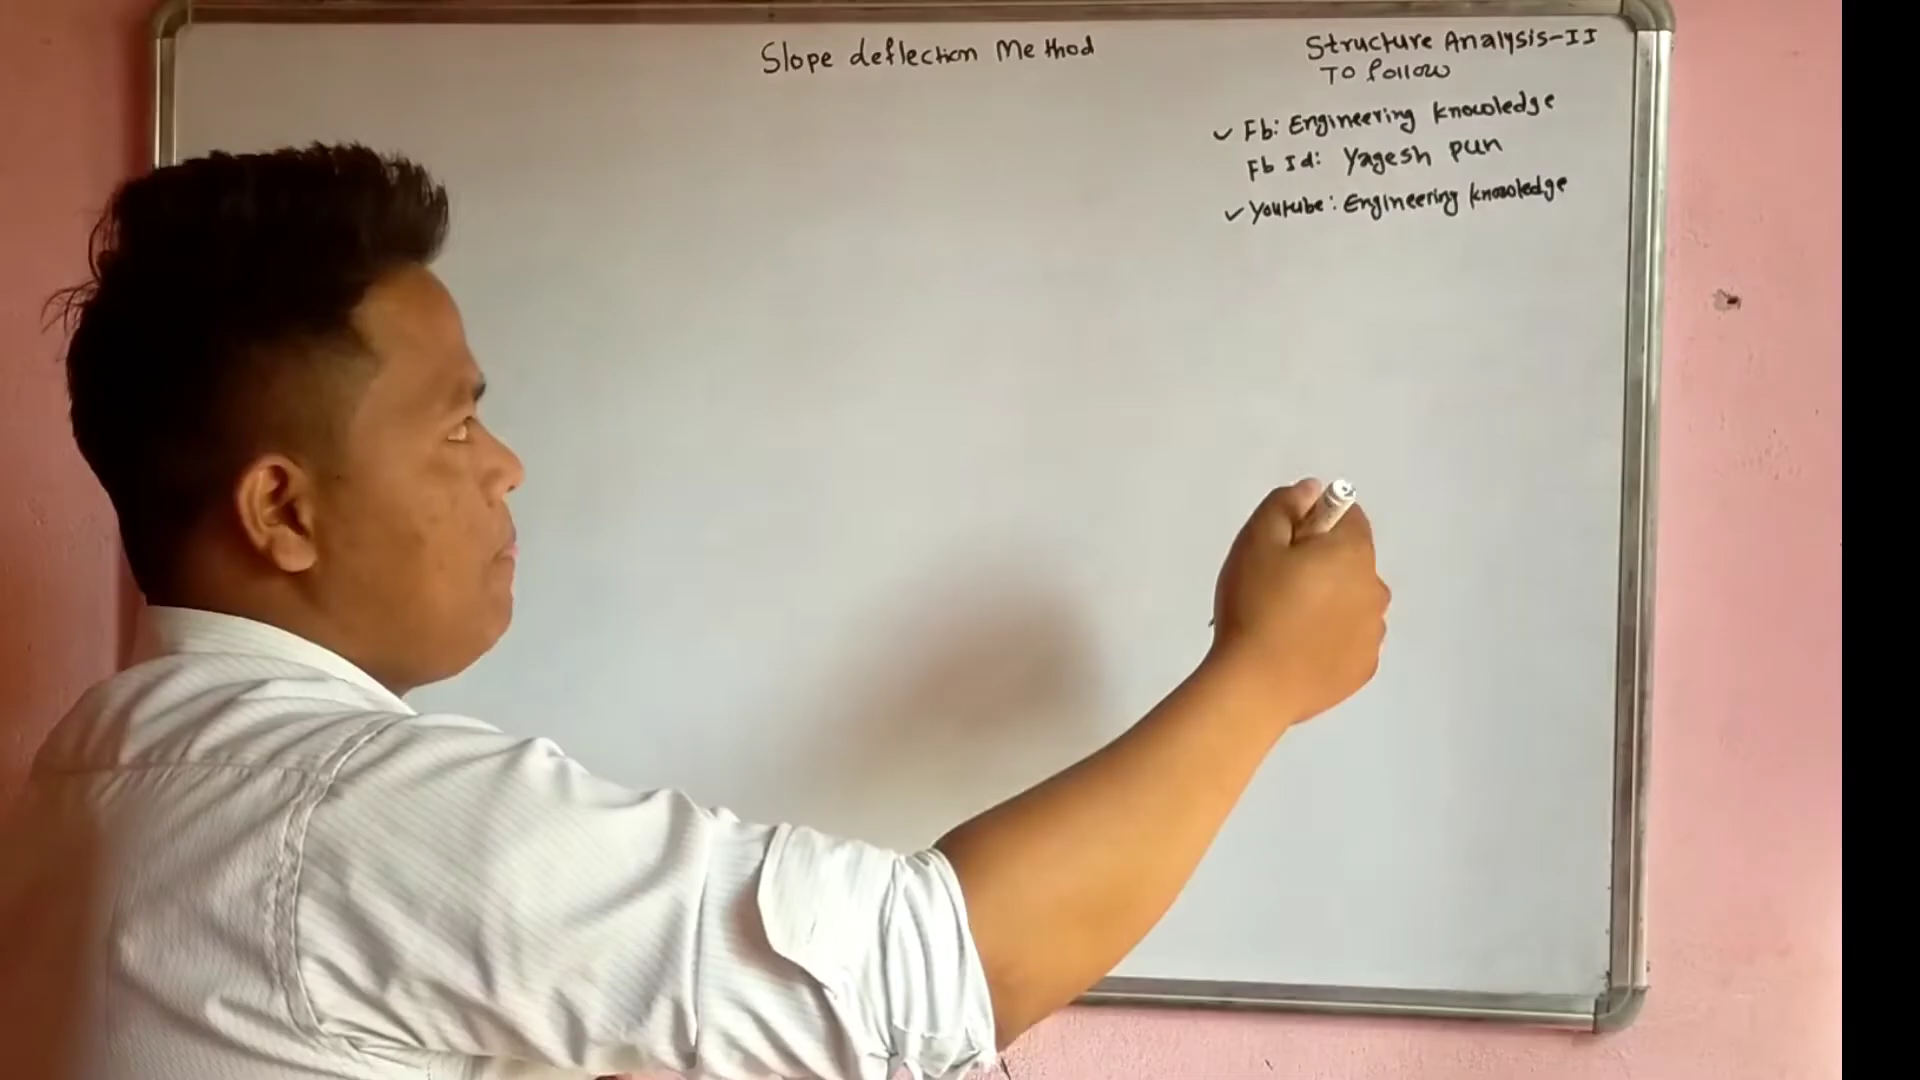 Slope deflection Method
Structure Analysis-II
To follow
✓ Fb: Engineering knowledge
Fb Id: Yagesh pun
✓ Youtube: Engineering knowledge